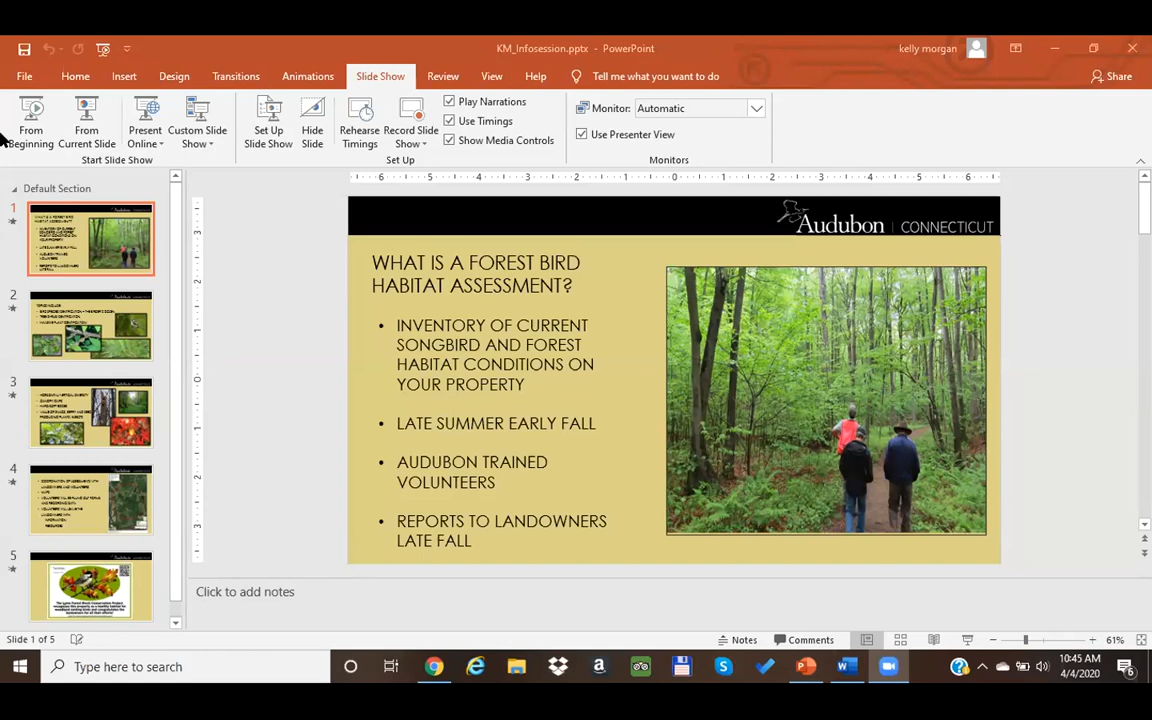 KM_Infosession.pptx - PowerPoint
kelly morgan
File Home Insert Design Transitions Animations Slide Show Review View Help Tell me what you want to do Share
From Beginning
From Current Slide
Present Online
Custom Slide Show
Set Up Slide Show
Hide Slide
Rehearse Timings
Record Slide Show
Play Narrations
Use Timings
Show Media Controls
Monitor: Automatic
Use Presenter View
Start Slide Show
Set Up
Monitors
Default Section
1
2
3
4
5
Audubon CONNECTICUT
WHAT IS A FOREST BIRD
HABITAT ASSESSMENT?
• INVENTORY OF CURRENT
SONGBIRD AND FOREST
HABITAT CONDITIONS ON
YOUR PROPERTY
• LATE SUMMER EARLY FALL
• AUDUBON TRAINED
VOLUNTEERS
• REPORTS TO LANDOWNERS
LATE FALL
Click to add notes
Slide 1 of 5
Notes
Comments
61%
Type here to search
10:45 AM
4/4/2020
6